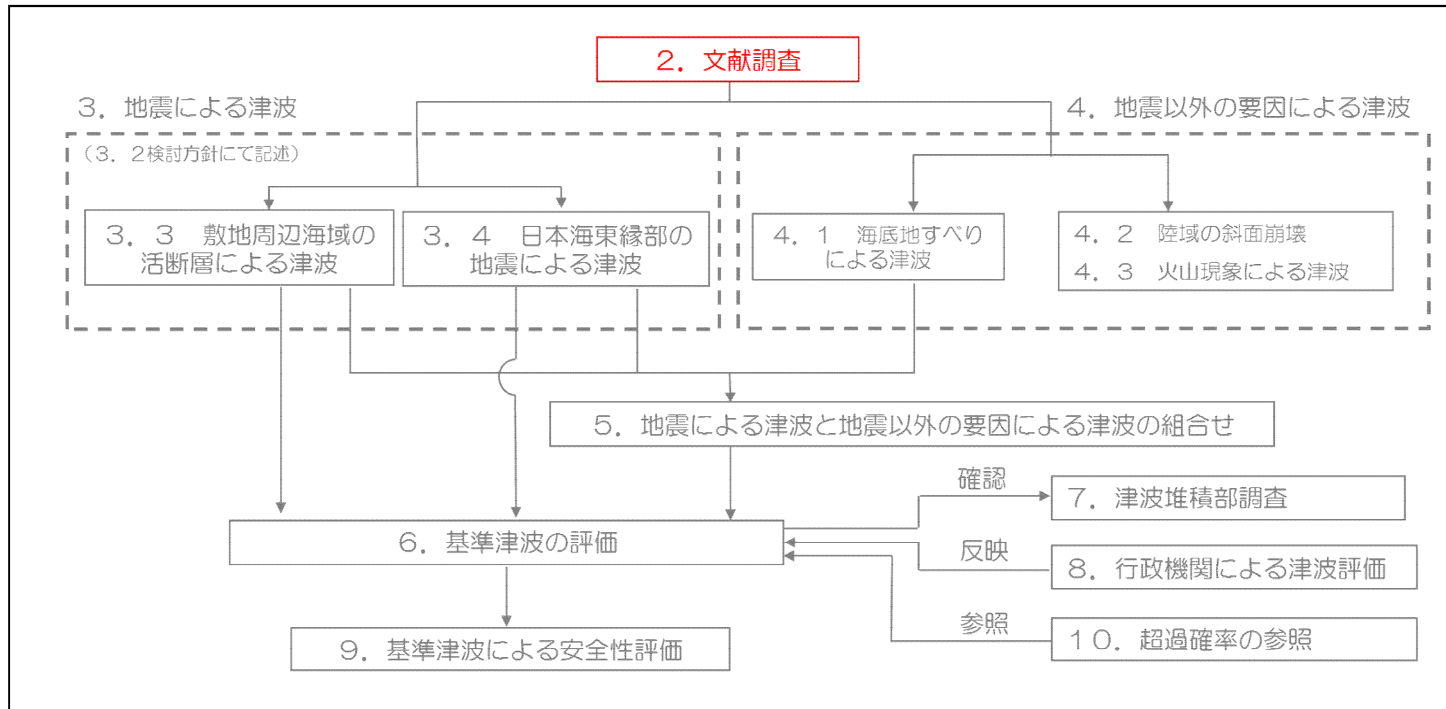 ２．文献調査
３．地震による津波
４．地震以外の要因による津波
（３．２検討方針にて記述）
３．３　敷地周辺海域の
活断層による津波
３．４　日本海東縁部の
地震による津波
４．１　海底地すべり
による津波
４．２　陸域の斜面崩壊
４．３　火山現象による津波
５．地震による津波と地震以外の要因による津波の組合せ
６．基準津波の評価
確認
７．津波堆積部調査
反映
８．行政機関による津波評価
参照
１０．超過確率の参照
９．基準津波による安全性評価